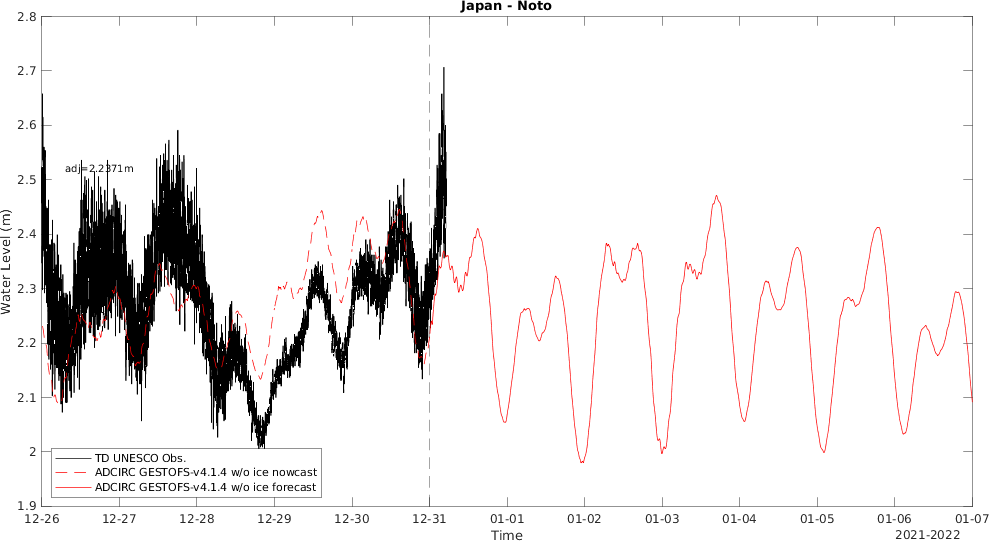 Japan - Noto
2.8
2.7
2.6
2.5
2.4
2.3
2.2
2.1
2
1.9
Water Level (m)
adj=2.2371m
TD UNESCO Obs.
ADCIRC GESTOFS-v4.1.4 w/o ice nowcast
ADCIRC GESTOFS-v4.1.4 w/o ice forecast
12-26 12-27 12-28 12-29 12-30 12-31 01-01 01-02 01-03 01-04 01-05 01-06 01-07
Time
2021-2022